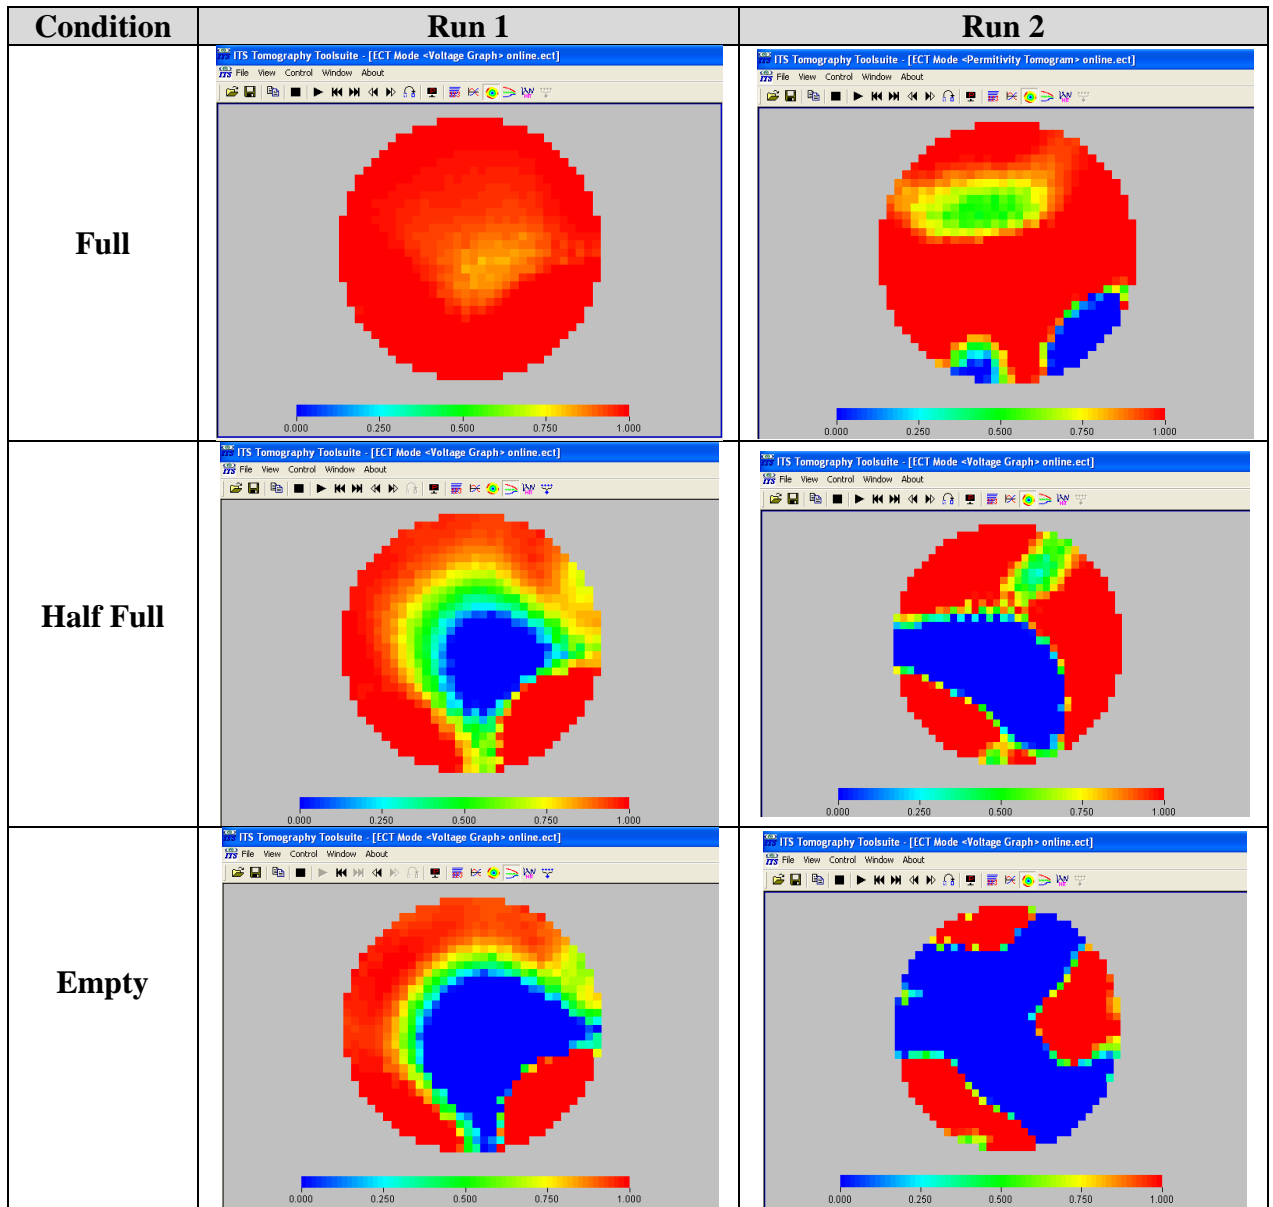 Condition Run 1 Run 2
Full
ITS Tomography Toolsuite - [ECT Mode <Voltage Graph> online.ect]
ITS File View Control Window About
0.000 0.250 0.500 0.750 1.000
ITS Tomography Toolsuite - [ECT Mode <Permitivity Tomogram> online.ect]
ITS File View Control Window About
0.000 0.250 0.500 0.750 1.000
Half Full
ITS Tomography Toolsuite - [ECT Mode <Voltage Graph> online.ect]
ITS File View Control Window About
0.000 0.250 0.500 0.750 1.000
ITS Tomography Toolsuite - [ECT Mode <Voltage Graph> online.ect]
ITS File View Control Window About
0.000 0.250 0.500 0.750 1.000
Empty
ITS Tomography Toolsuite - [ECT Mode <Voltage Graph> online.ect]
ITS File View Control Window About
0.000 0.250 0.500 0.750 1.000
ITS Tomography Toolsuite - [ECT Mode <Voltage Graph> online.ect]
ITS File View Control Window About
0.000 0.250 0.500 0.750 1.000